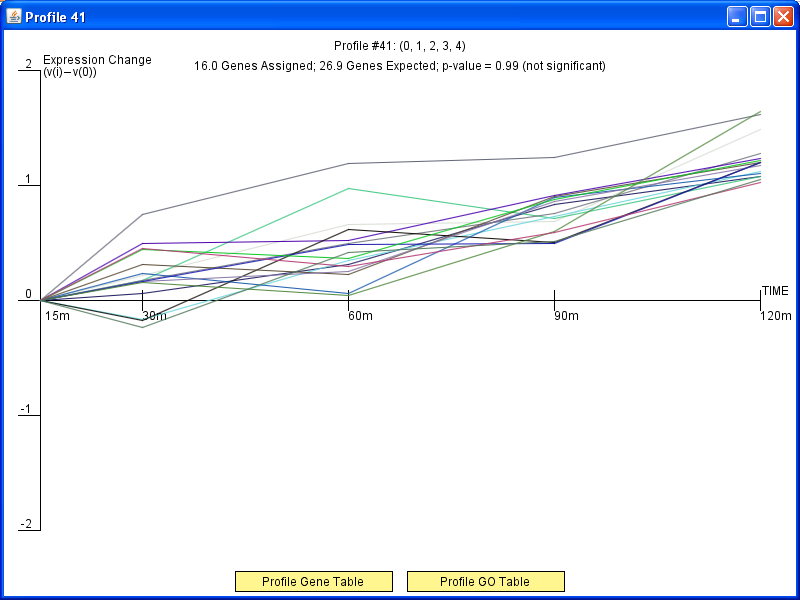 Profile 41
Profile #41: (0, 1, 2, 3, 4)
16.0 Genes Assigned; 26.9 Genes Expected; p-value = 0.99 (not significant)
Expression Change
(v(i)−v(0))
2
1
0
-1
-2
TIME
15m 30m 60m 90m 120m
Profile Gene Table Profile GO Table